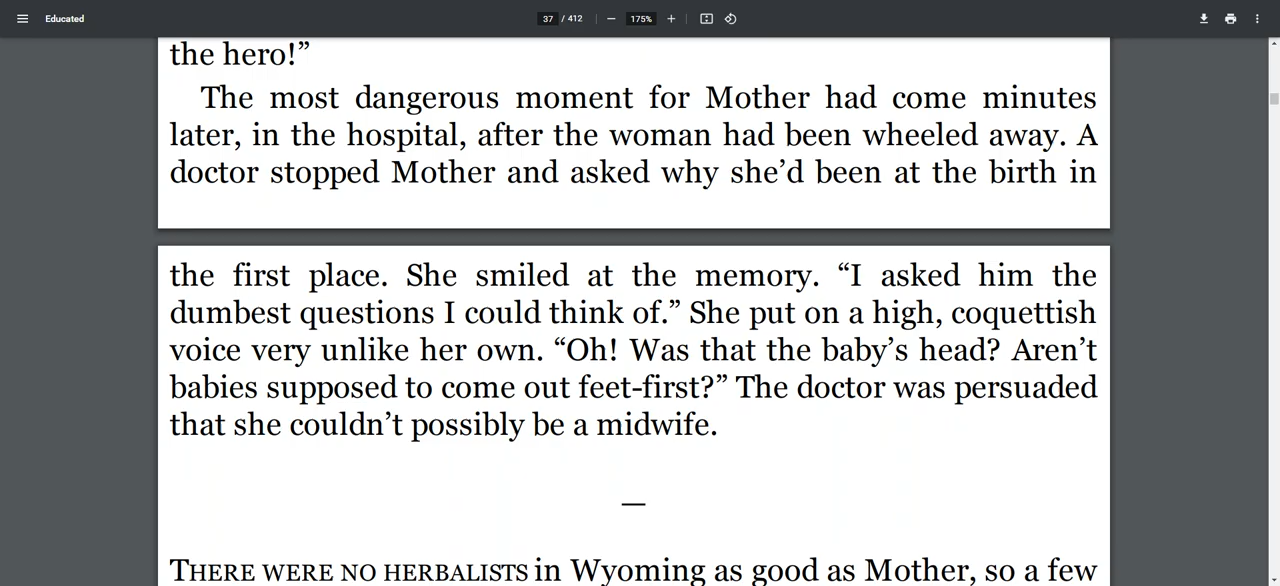 Educated
37 / 412
175%
the hero!”
The most dangerous moment for Mother had come minutes
later, in the hospital, after the woman had been wheeled away. A
doctor stopped Mother and asked why she’d been at the birth in
the first place. She smiled at the memory. “I asked him the
dumbest questions I could think of.” She put on a high, coquettish
voice very unlike her own. “Oh! Was that the baby’s head? Aren’t
babies supposed to come out feet-first?” The doctor was persuaded
that she couldn’t possibly be a midwife.
—
THERE WERE NO HERBALISTS in Wyoming as good as Mother, so a few